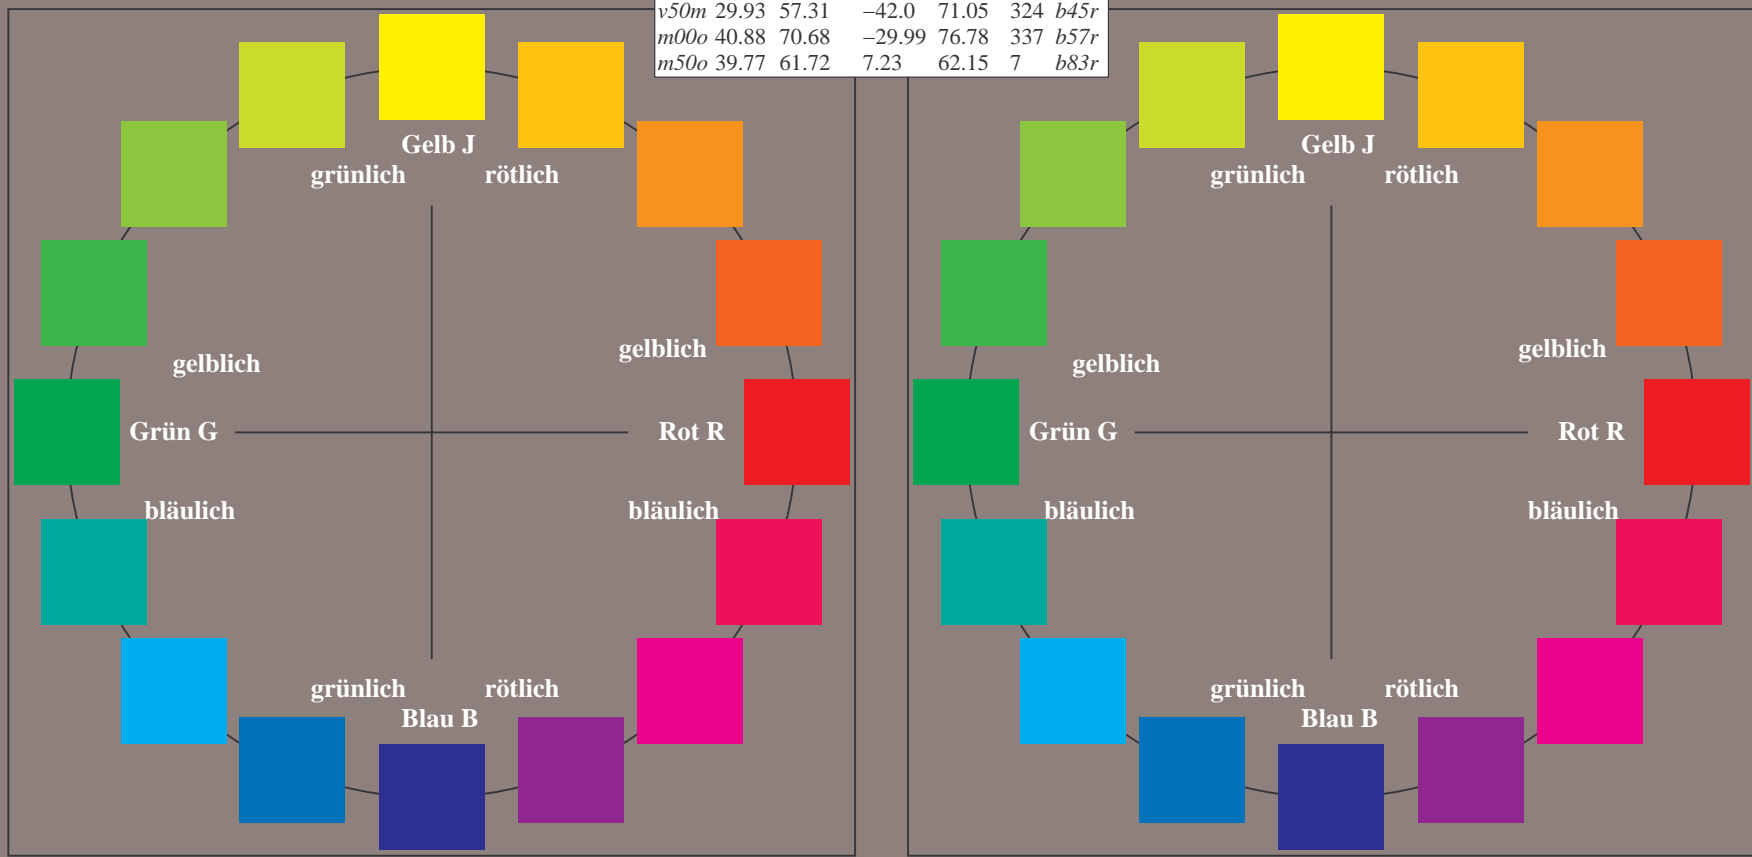 v50m 29.93 57.31 −42.0 71.05 324 b45r
m00o 40.88 70.68 −29.99 76.78 337 b57r
m50o 39.77 61.72 7.23 62.15 7 b83r
Gelb J
grünlich rötlich
gelblich
gelblich
Grün G Rot R
bläulich bläulich
grünlich rötlich
Blau B
Gelb J
grünlich rötlich
gelblich
gelblich
Grün G Rot R
bläulich bläulich
grünlich rötlich
Blau B